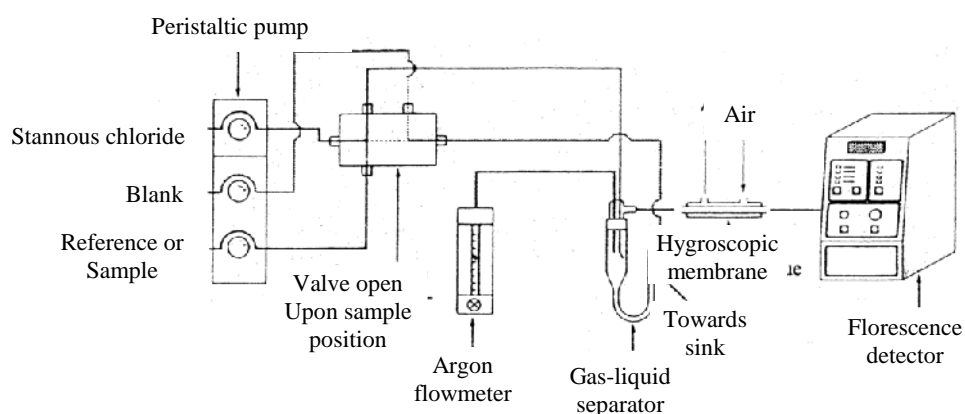 Peristaltic pump
Stannous chloride
Blank
Reference or
Sample
Valve open
Upon sample
position
Argon
flowmeter
Gas-liquid
separator
Towards
sink
Air
Hygroscopic
membrane
ue
Florescence
detector